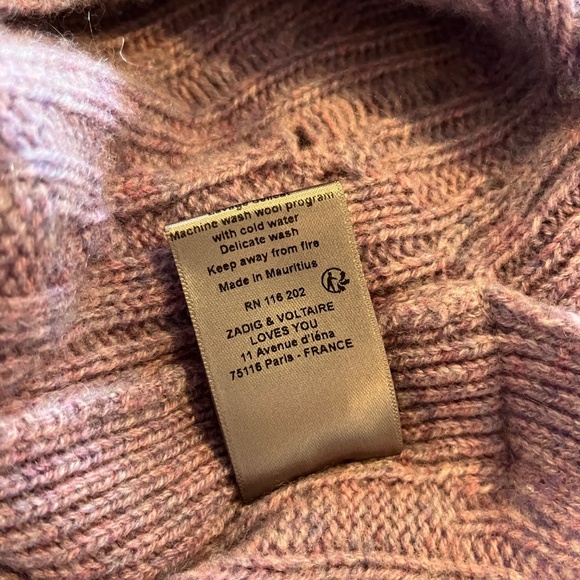 Machine wash wool program
with cold water
Delicate wash
Keep away from fire
Made in Mauritius
RN 116 202
ZADIG & VOLTAIRE
LOVES YOU
11 Avenue d'Iéna
75116 Paris - FRANCE